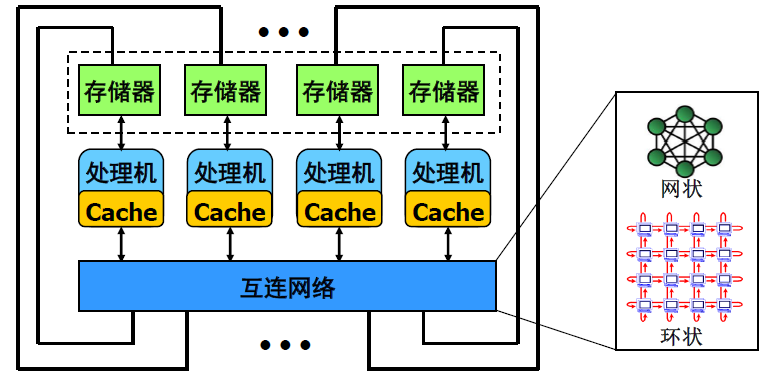 •••
存储器 存储器 存储器 存储器
处理机 处理机 处理机 处理机
Cache Cache Cache Cache
互连网络
•••
网状
环状